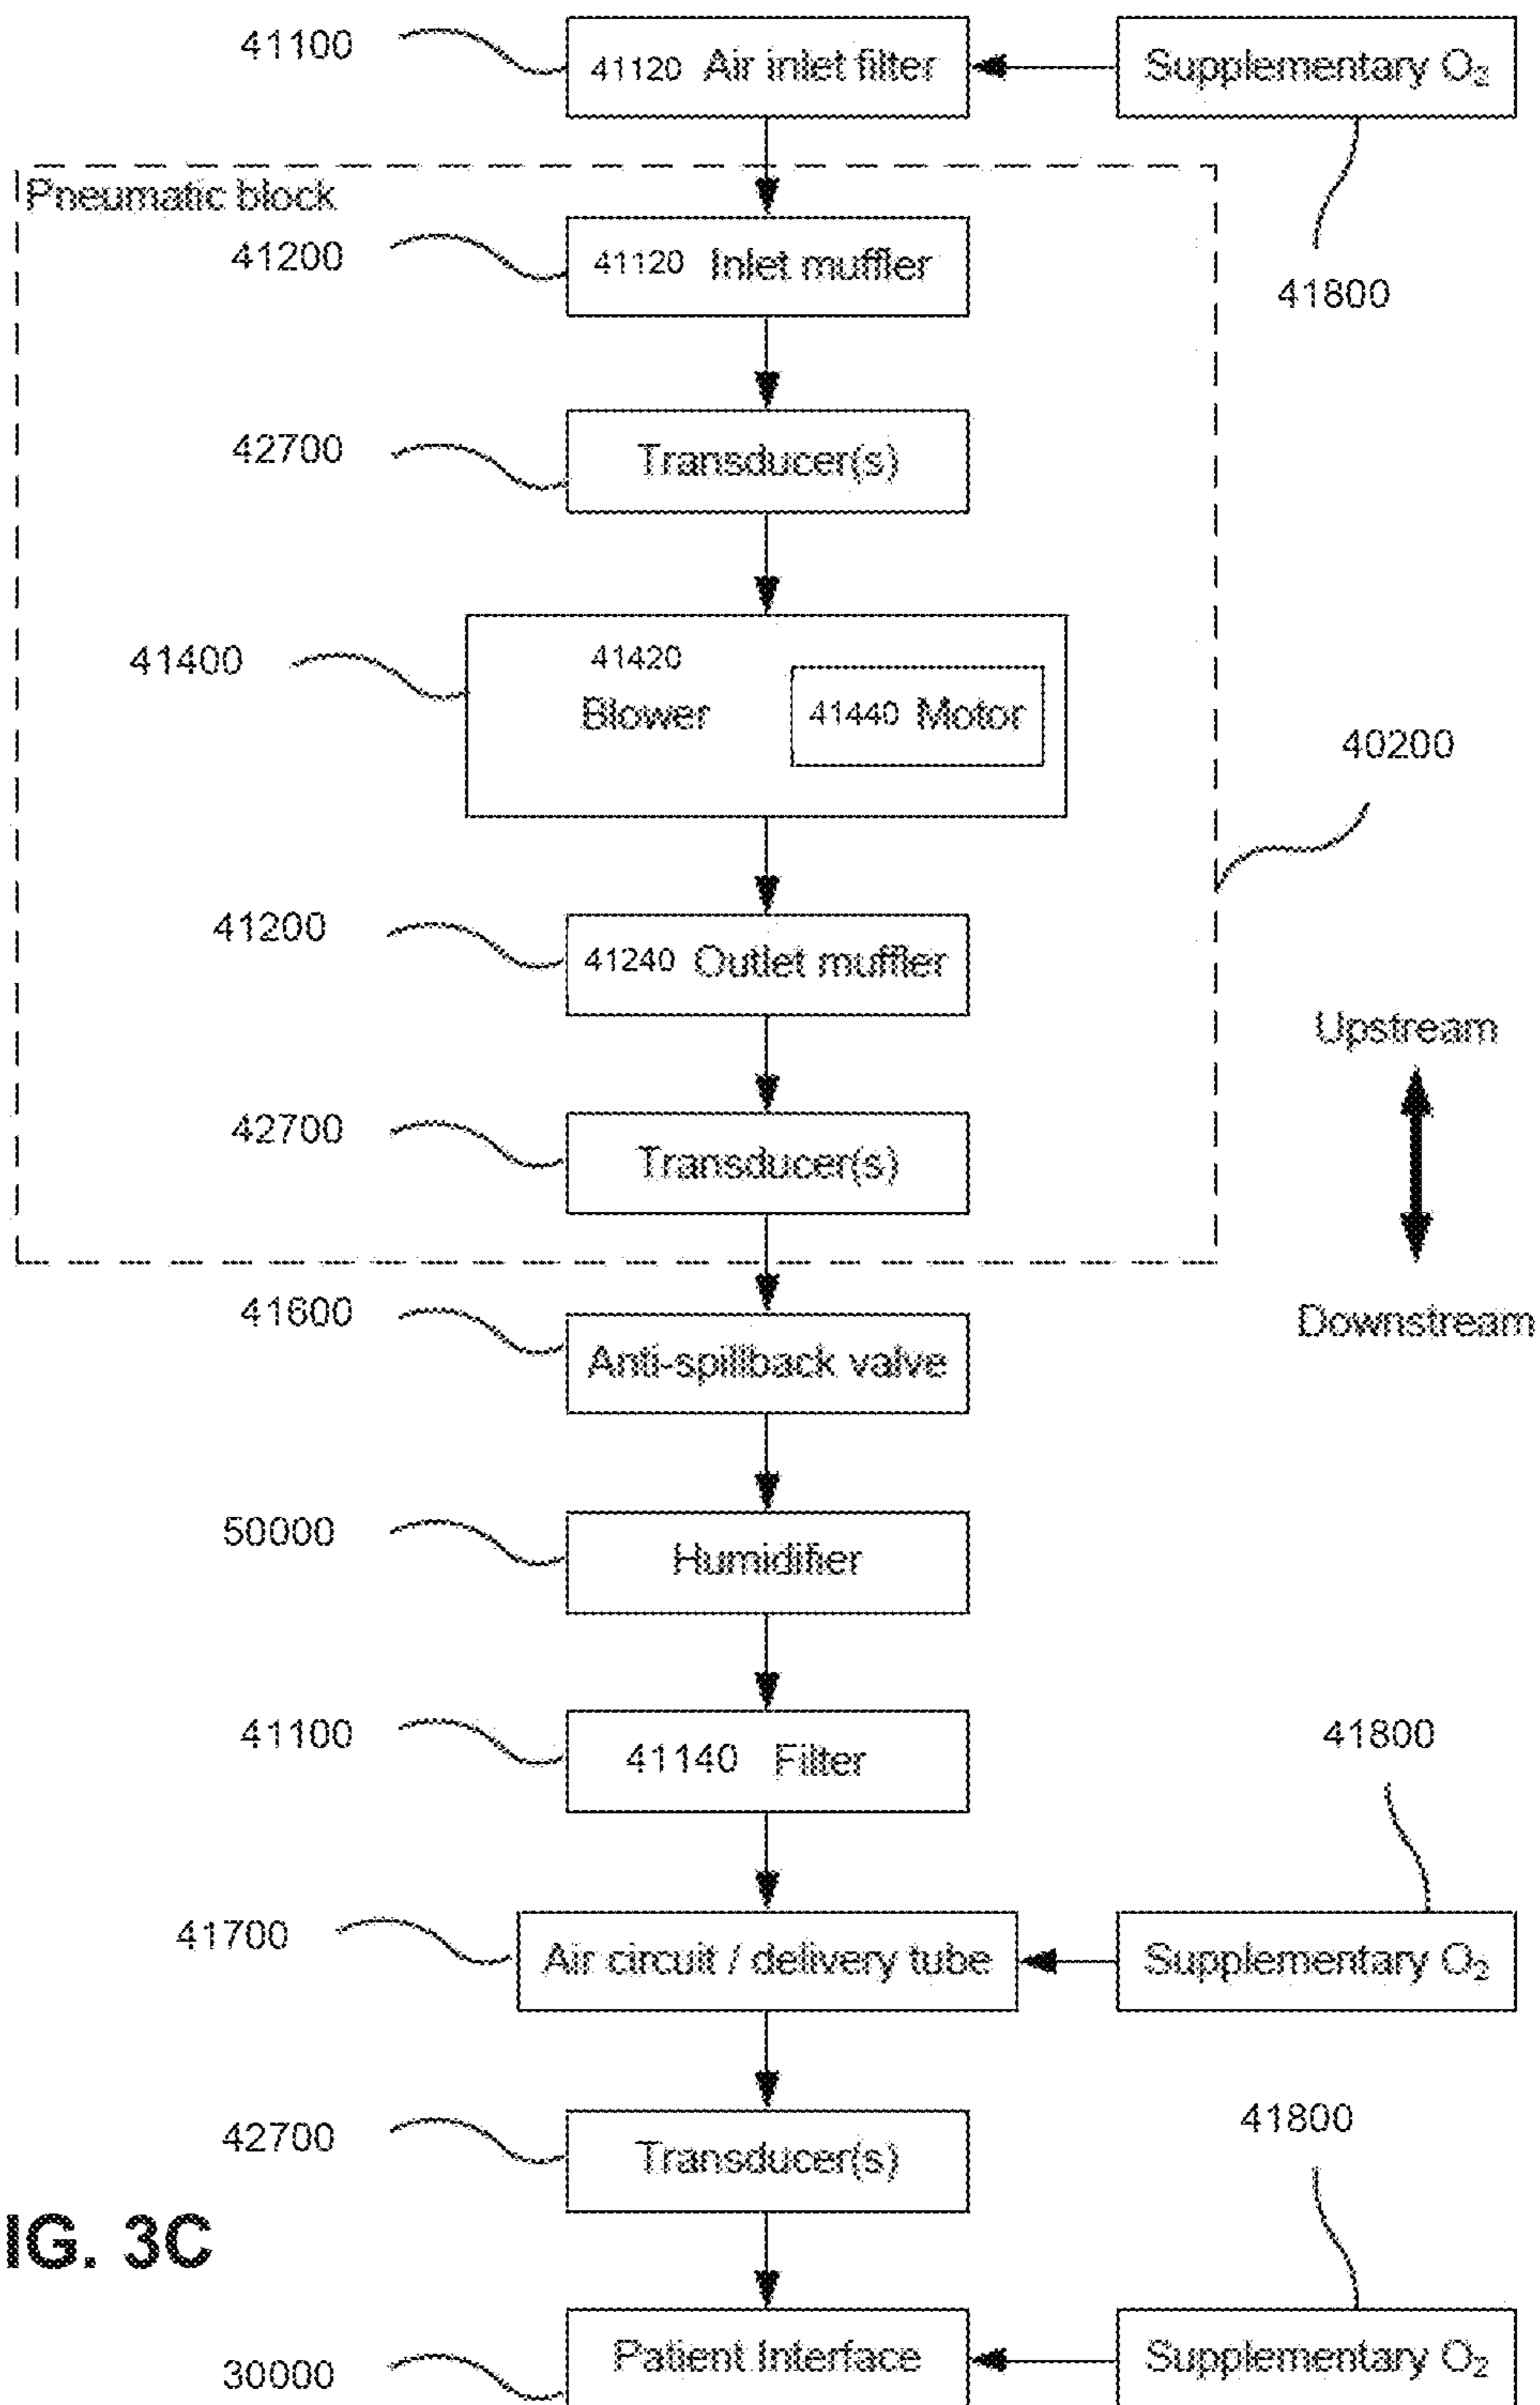 41100
41120 Air inlet filter
Supplementary O₂
41800
Pneumatic block
41200
41120 Inlet muffler
42700
Transducer(s)
41400
41420
Blower
41440 Motor
40200
41200
41240 Outlet muffler
Upstream
Downstream
42700
Transducer(s)
41600
Anti-spillback valve
50000
Humidifier
41100
41140 Filter
41800
41700
Air circuit / delivery tube
Supplementary O₂
42700
Transducer(s)
41800
IG. 3C
30000
Patient Interface
Supplementary O₂